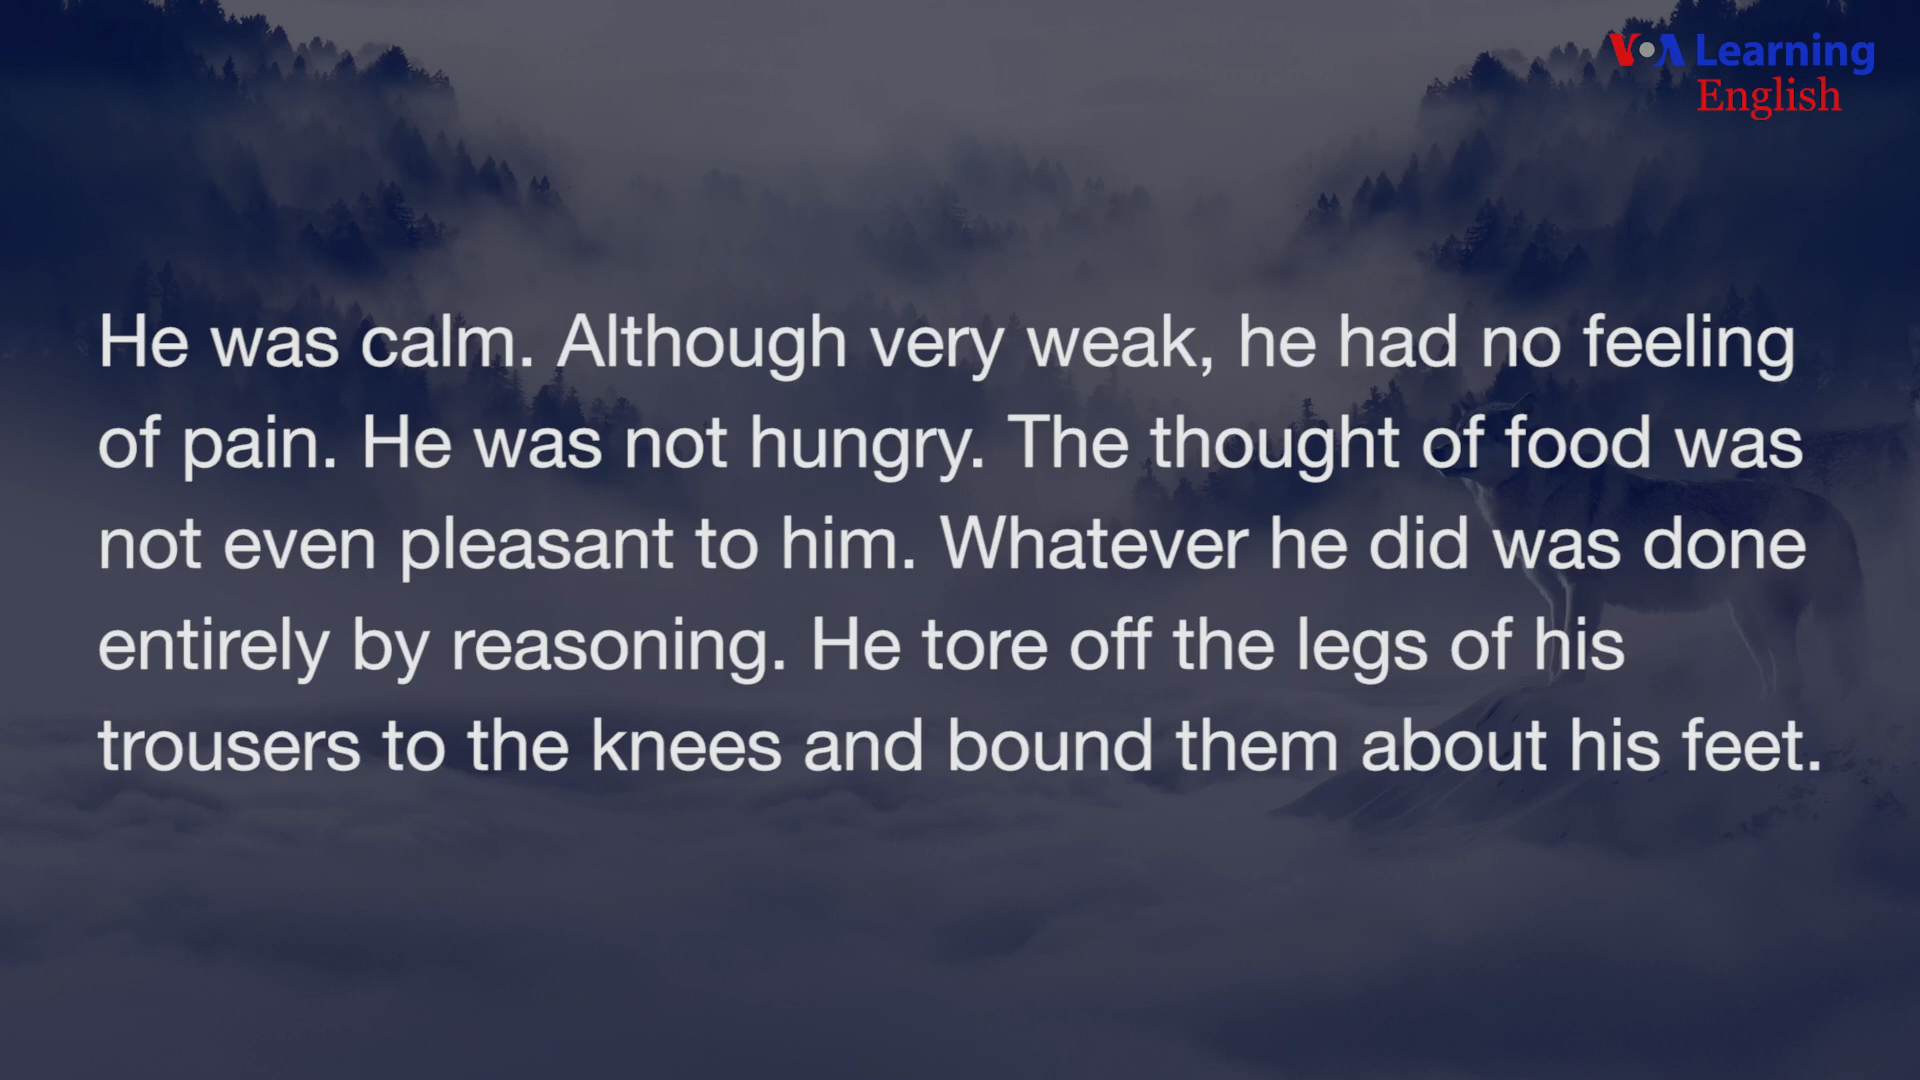 VOA Learning
English
He was calm. Although very weak, he had no feeling
of pain. He was not hungry. The thought of food was
not even pleasant to him. Whatever he did was done
entirely by reasoning. He tore off the legs of his
trousers to the knees and bound them about his feet.